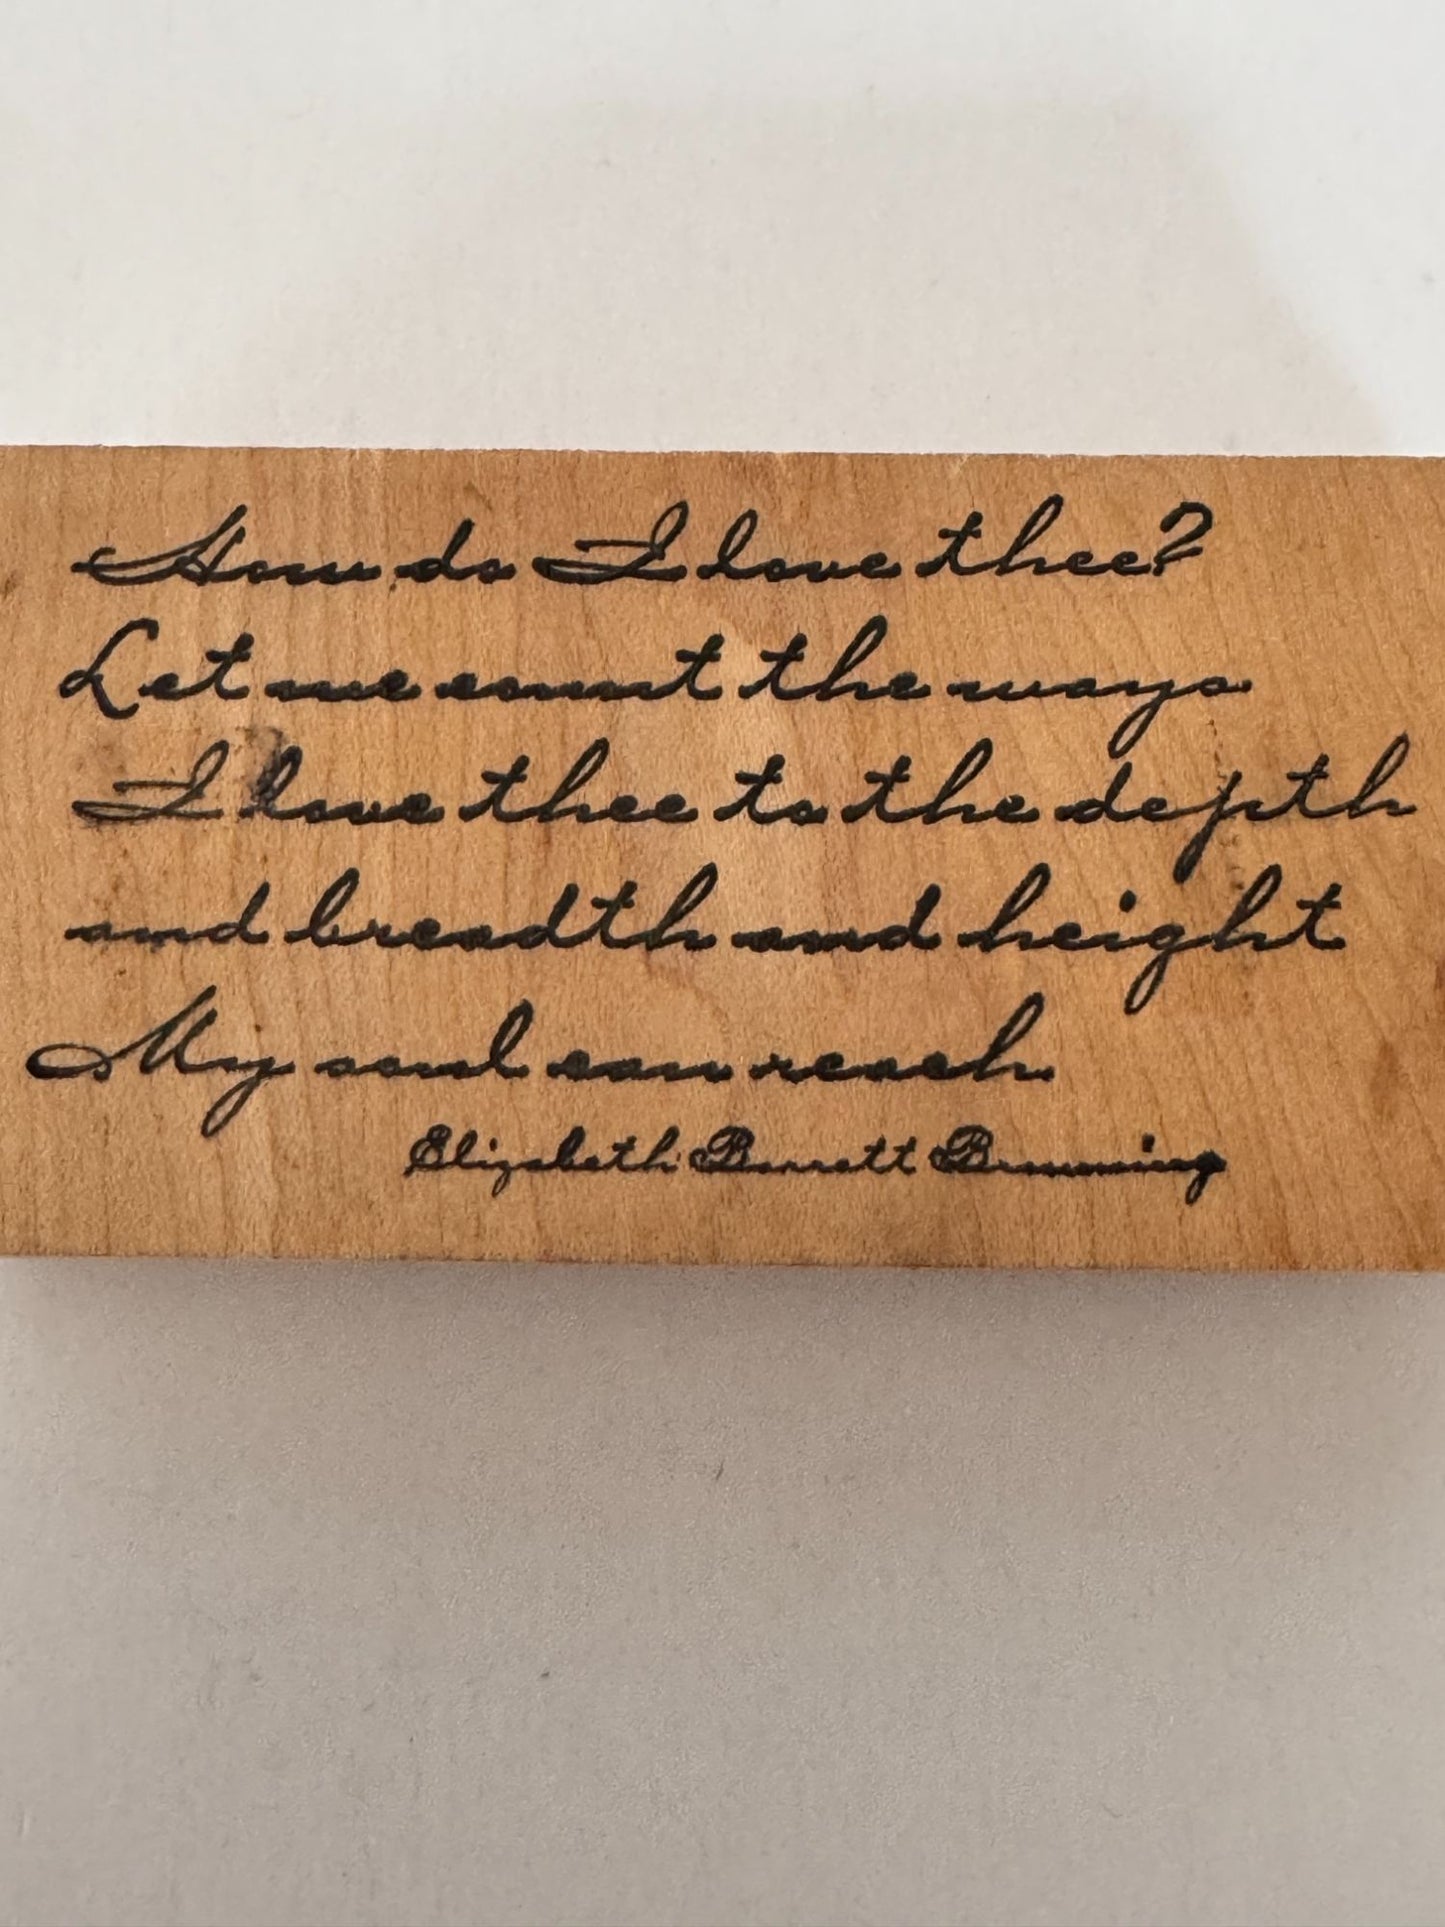 How do I love thee?
Let me count the ways
I love thee to the depth
and breadth and height
My soul can reach
Elizabeth Barrett Browning